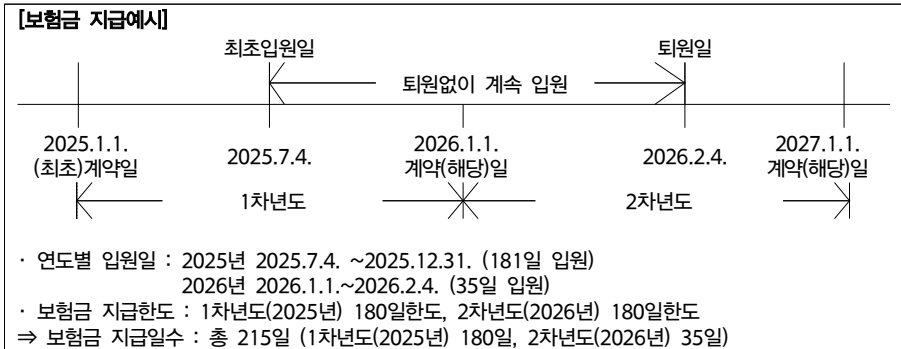 [보험금 지급예시]
최초입원일 퇴원일
퇴원없이 계속 입원
2025.1.1. 2026.1.1. 2027.1.1.
(최초)계약일 2025.7.4. 계약(해당)일 2026.2.4. 계약(해당)일
1차년도 2차년도
· 연도별 입원일 : 2025년 2025.7.4. ~2025.12.31. (181일 입원)
2026년 2026.1.1.~2026.2.4. (35일 입원)
· 보험금 지급한도 : 1차년도(2025년) 180일한도, 2차년도(2026년) 180일한도
⇒ 보험금 지급일수 : 총 215일 (1차년도(2025년) 180일, 2차년도(2026년) 35일)